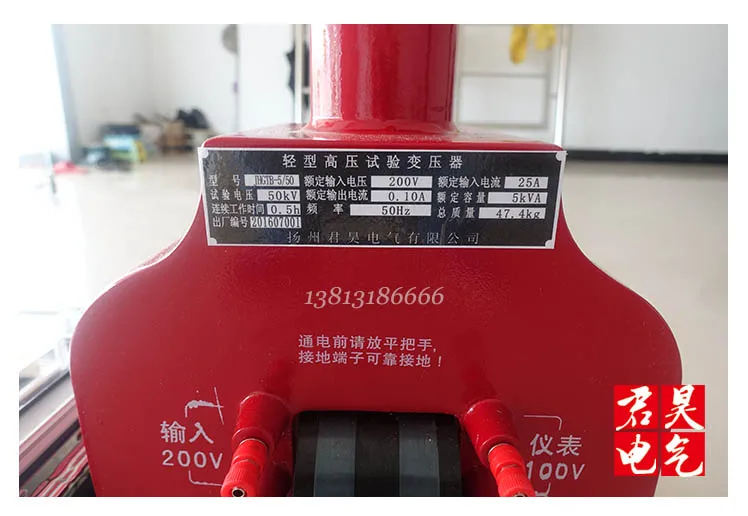 轻型高压试验变压器
型号 JHGTB-5/50 额定输入电压 200V 额定输入电流 25A
试验电压 50kV 额定输出电流 0.10A 额定容量 5kVA
连续工作时间 0.5h 频率 50Hz 总质量 47.4kg
出厂编号 201607001
扬州君昊电气有限公司
13813186666
通电前请放平把手,
接地端子可靠接地!
输入
200V
仪表
100V
君昊
电气